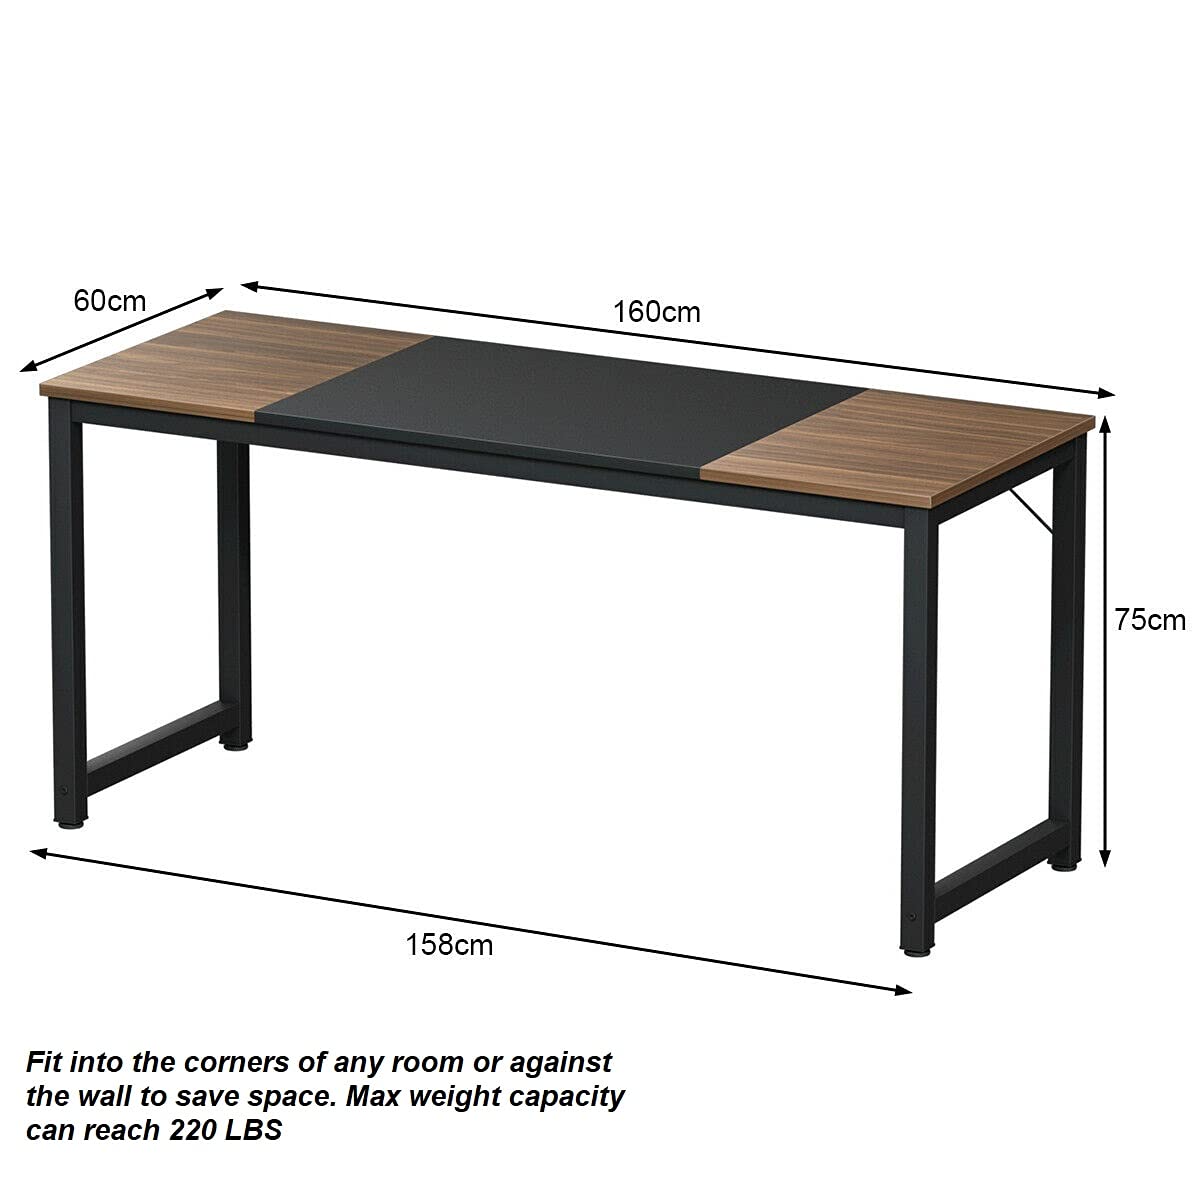 60cm
160cm
75cm
158cm
Fit into the corners of any room or against
the wall to save space. Max weight capacity
can reach 220 LBS